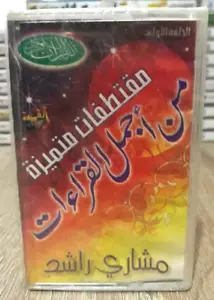 مقتطفات متميزة
من أجمل القراءات
مشاري راشد